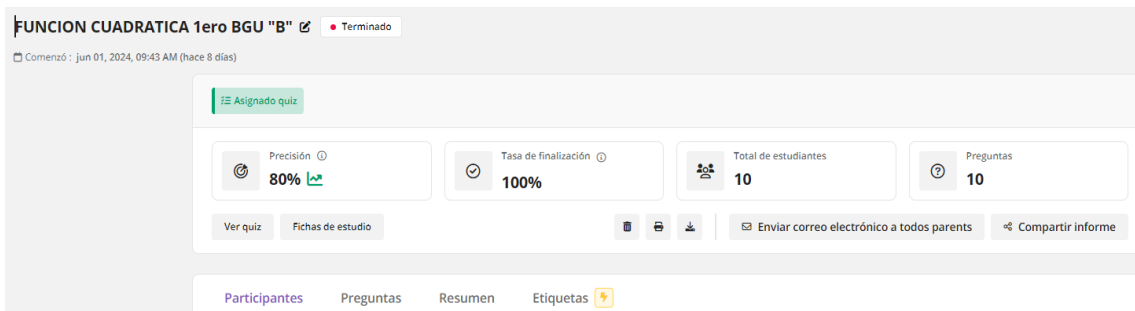 FUNCION CUADRATICA 1ero BGU "B" Terminado
Comenzó : jun 01, 2024, 09:43 AM (hace 8 días)
Asignado quiz
Precisión
80%
Tasa de finalización
100%
Total de estudiantes
10
Preguntas
10
Ver quiz Fichas de estudio Enviar correo electrónico a todos parents Compartir informe
Participantes Preguntas Resumen Etiquetas